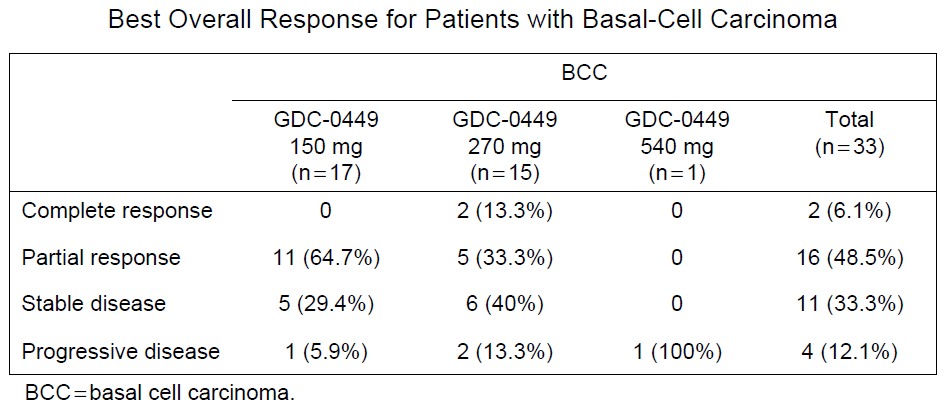 Best Overall Response for Patients with Basal-Cell Carcinoma
BCC
GDC-0449 150 mg (n=17) GDC-0449 270 mg (n=15) GDC-0449 540 mg (n=1) Total (n=33)
Complete response 0 2 (13.3%) 0 2 (6.1%)
Partial response 11 (64.7%) 5 (33.3%) 0 16 (48.5%)
Stable disease 5 (29.4%) 6 (40%) 0 11 (33.3%)
Progressive disease 1 (5.9%) 2 (13.3%) 1 (100%) 4 (12.1%)
BCC=basal cell carcinoma.